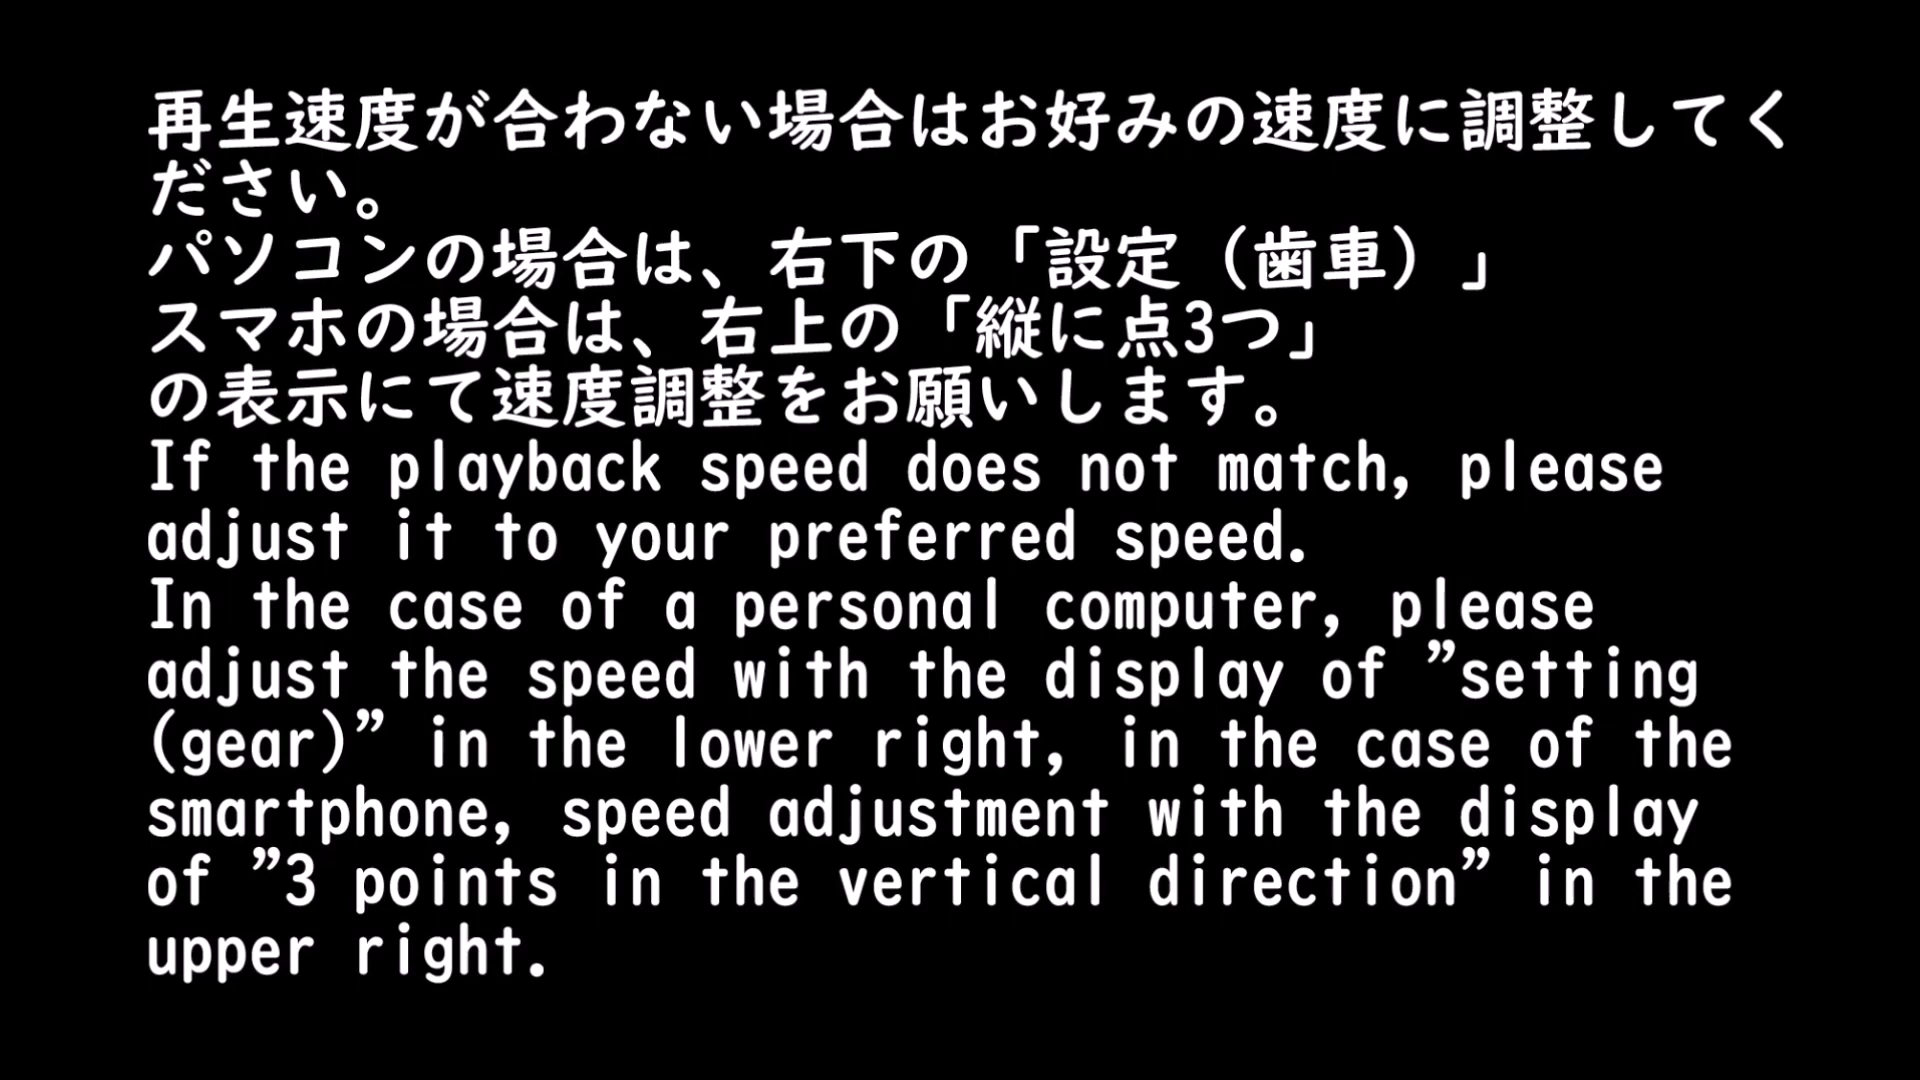 再生速度が合わない場合はお好みの速度に調整してく
ださい。
パソコンの場合は、右下の「設定（歯車）」
スマホの場合は、右上の「縦に点3つ」
の表示にて速度調整をお願いします。
If the playback speed does not match, please
adjust it to your preferred speed.
In the case of a personal computer, please
adjust the speed with the display of ”setting
(gear)” in the lower right, in the case of the
smartphone, speed adjustment with the display
of ”3 points in the vertical direction” in the
upper right.